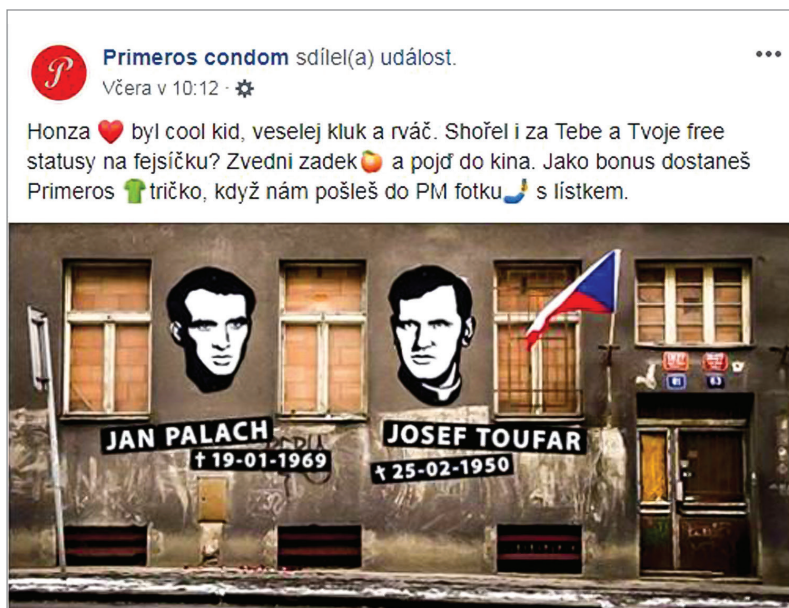 Primeros condom sdílel(a) událost.
Včera v 10:12 ·
Honza ❤️ byl cool kid, veselej kluk a rváč. Shořel i za Tebe a Tvoje free
statusy na fejsíčku? Zvedni zadek🍑 a pojď do kina. Jako bonus dostaneš
Primeros 👕tričko, když nám pošleš do PM fotku🤳 s lístkem.
JAN PALACH
† 19-01-1969
JOSEF TOUFAR
† 25-02-1950
61
63